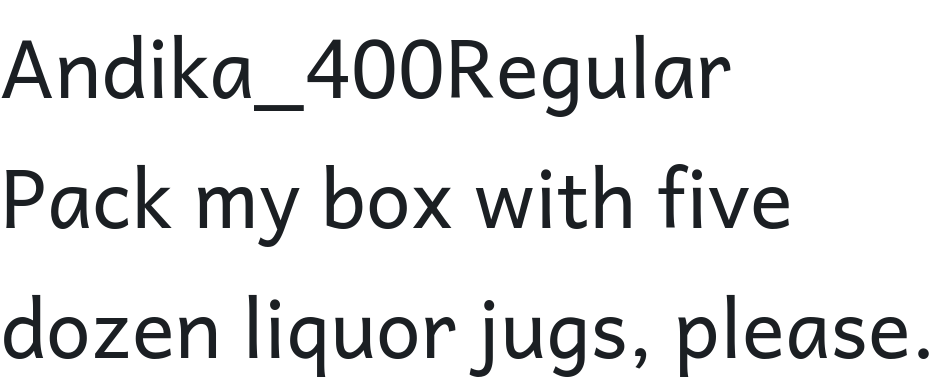 Andika_400Regular
Pack my box with five
dozen liquor jugs, please.